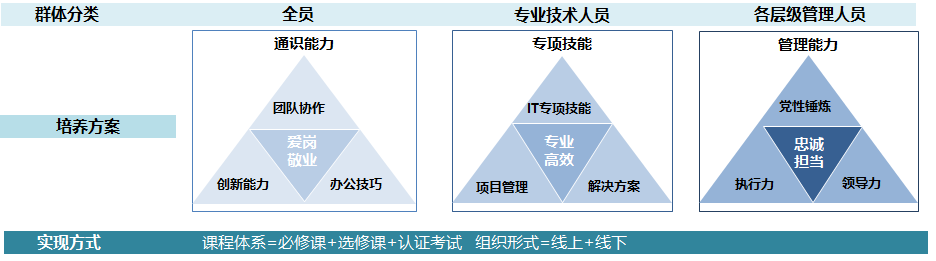 群体分类 全员 专业技术人员 各层级管理人员
通识能力 专项技能 管理能力
团队协作 IT专项技能 党性锤炼
培养方案
爱岗
敬业
专业
高效
忠诚
担当
创新能力 办公技巧 项目管理 解决方案 执行力 领导力
实现方式 课程体系=必修课+选修课+认证考试 组织形式=线上+线下